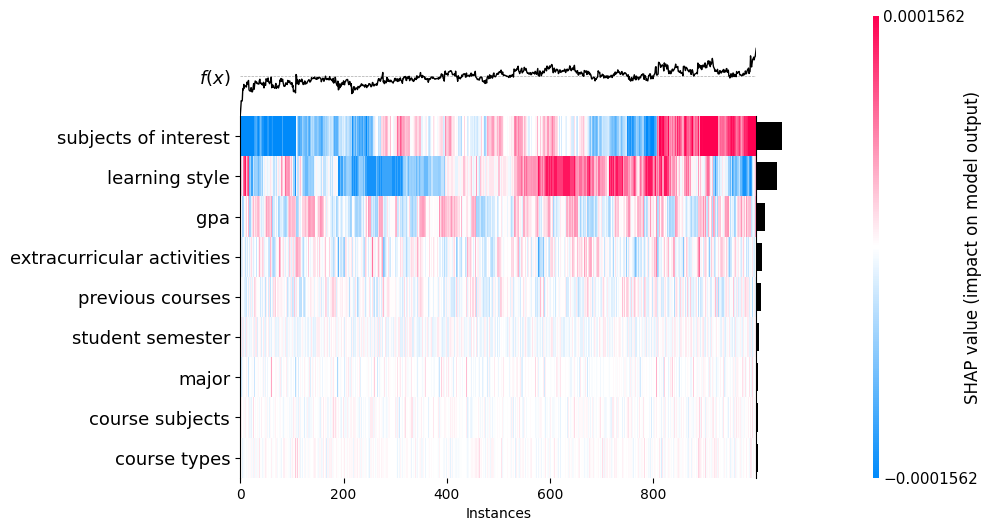 0.0001562
f(x)
subjects of interest
learning style
gpa
extracurricular activities
previous courses
student semester
major
course subjects
course types
0 200 400 600 800
Instances
SHAP value (impact on model output)
−0.0001562